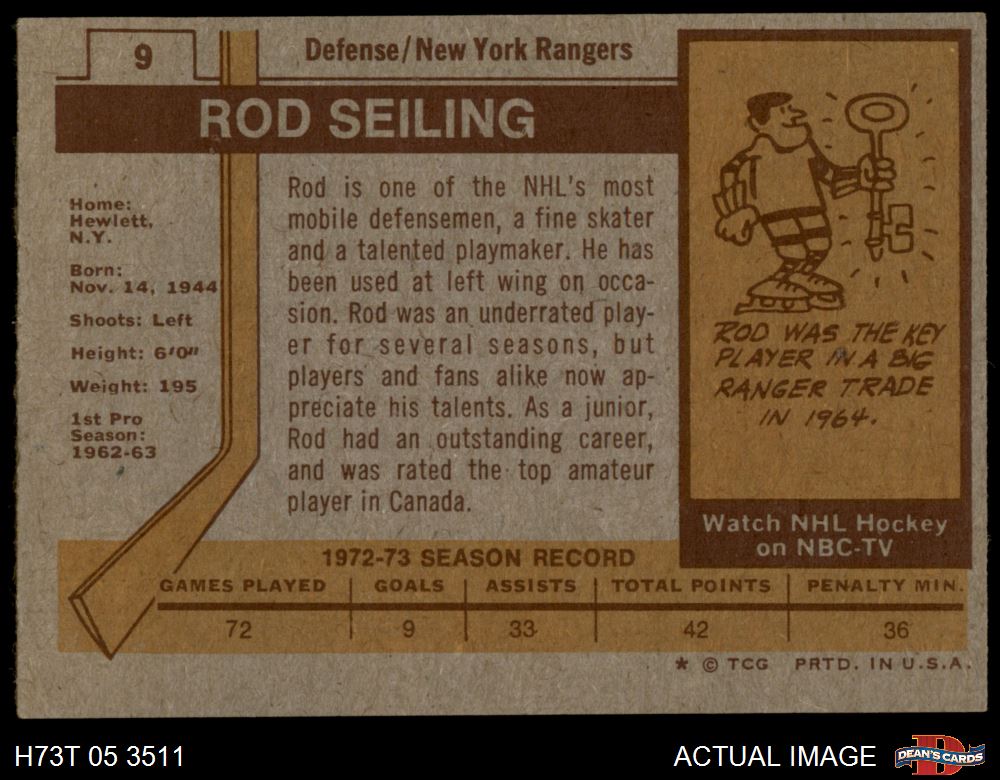 9
Defense/New York Rangers
ROD SEILING
Home:
Hewlett,
N.Y.
Born:
Nov. 14, 1944
Shoots: Left
Height: 6'0"
Weight: 195
1st Pro
Season:
1962-63
Rod is one of the NHL's most
mobile defensemen, a fine skater
and a talented playmaker. He has
been used at left wing on occa-
sion. Rod was an underrated play-
er for several seasons, but
players and fans alike now ap-
preciate his talents. As a junior,
Rod had an outstanding career,
and was rated the top amateur
player in Canada.
ROD WAS THE KEY
PLAYER IN A BIG
RANGER TRADE
IN 1964.
Watch NHL Hockey
on NBC-TV
1972-73 SEASON RECORD
GAMES PLAYED GOALS ASSISTS TOTAL POINTS PENALTY MIN.
72 9 33 42 36
* © TCG PRTD. IN U.S.A.
H73T 05 3511
ACTUAL IMAGE
D
DEAN'S CARDS